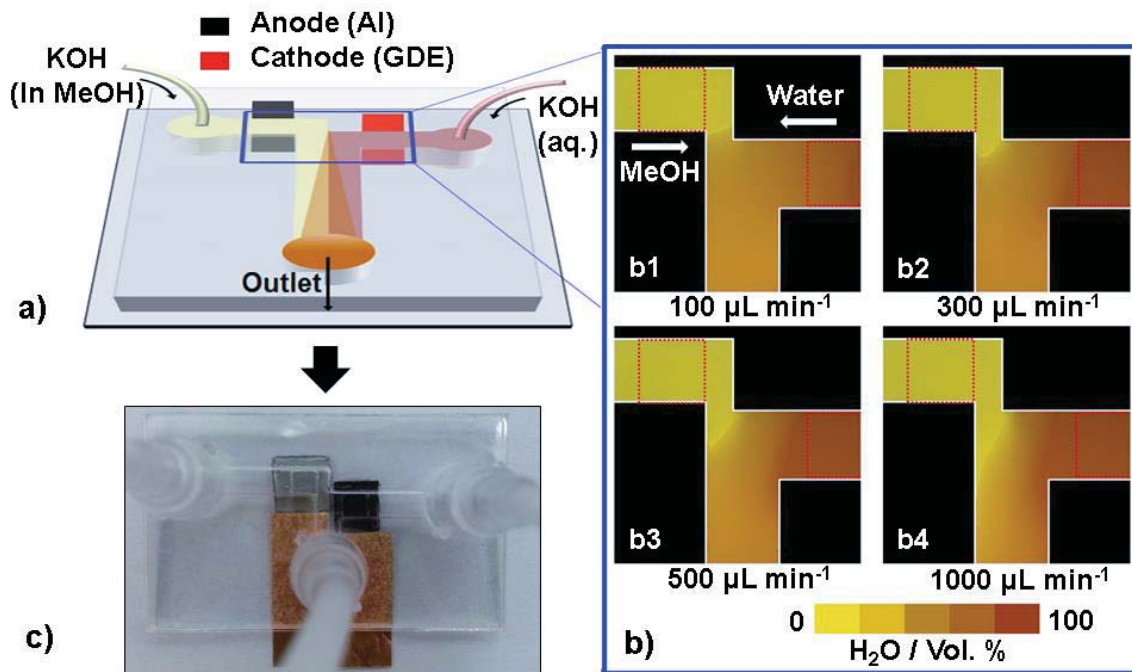 a)
Anode (Al)
Cathode (GDE)
KOH
(In MeOH)
KOH
(aq.)
Outlet
c)
Water
MeOH
b1
100 µL min⁻¹
b2
300 µL min⁻¹
b3
500 µL min⁻¹
b4
1000 µL min⁻¹
0
100
H₂O / Vol. %
b)